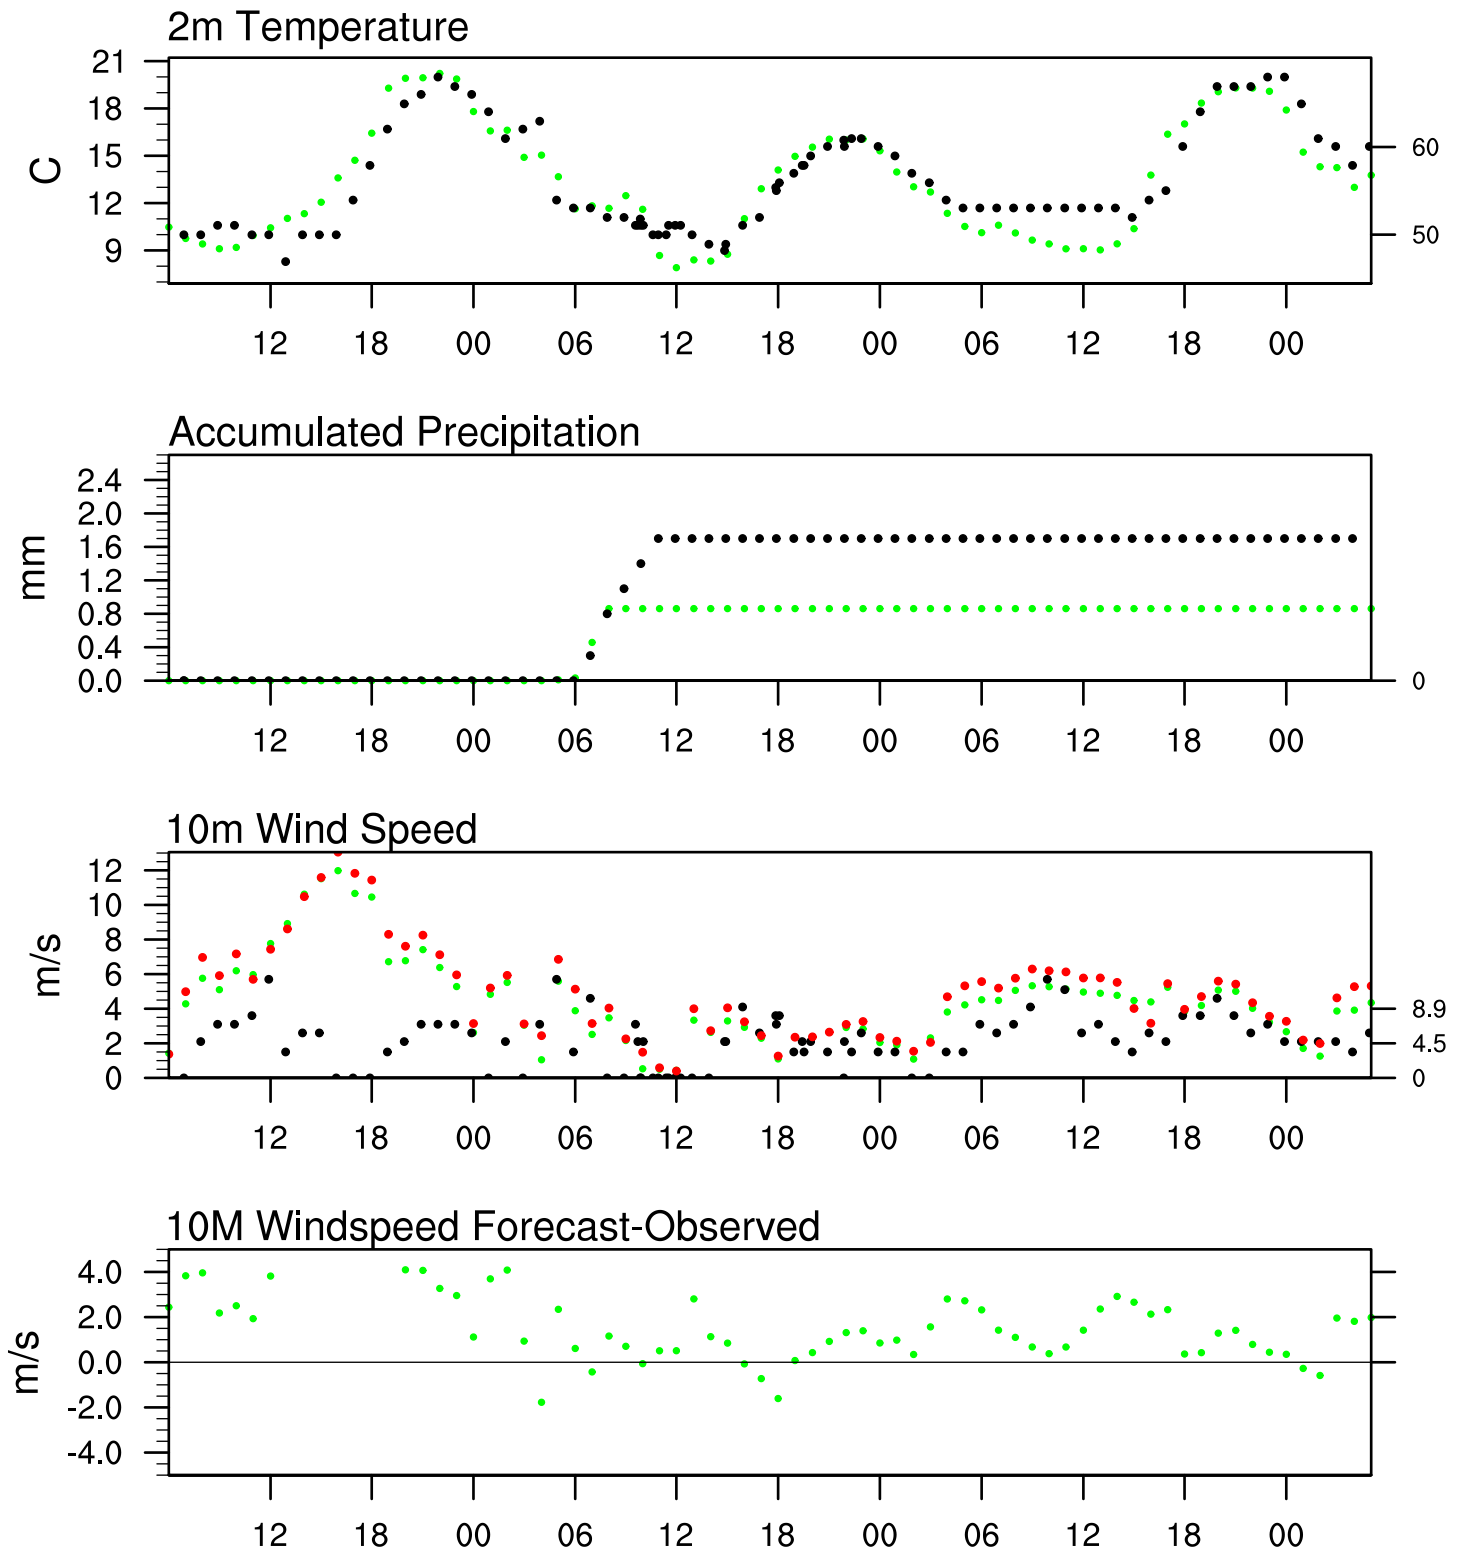 2m Temperature
21
18
15
12
9
C
60
50
12 18 00 06 12 18 00 06 12 18 00
Accumulated Precipitation
2.4
2.0
1.6
1.2
0.8
0.4
0.0
mm
0
12 18 00 06 12 18 00 06 12 18 00
10m Wind Speed
12
10
8
6
4
2
0
m/s
8.9
4.5
0
12 18 00 06 12 18 00 06 12 18 00
10M Windspeed Forecast-Observed
4.0
2.0
0.0
-2.0
-4.0
m/s
12 18 00 06 12 18 00 06 12 18 00